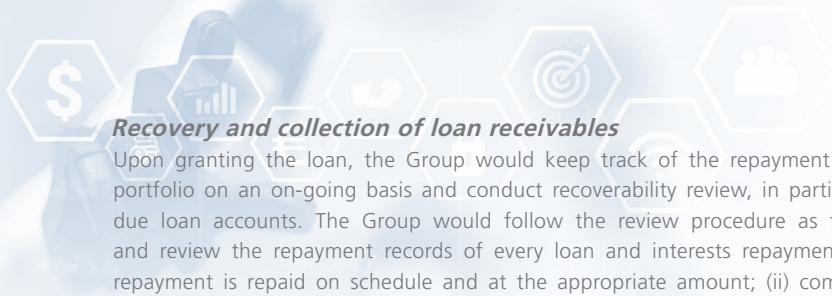 Recovery and collection of loan receivables
Upon granting the loan, the Group would keep track of the repayment
portfolio on an on-going basis and conduct recoverability review, in
due loan accounts. The Group would follow the review procedure as
and review the repayment records of every loan and interests
repayment is repaid on schedule and at the appropriate amount; (ii)